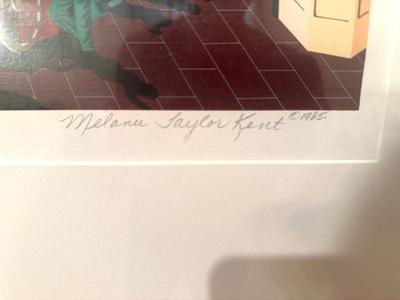 Melanie Taylor Kent ©1985.